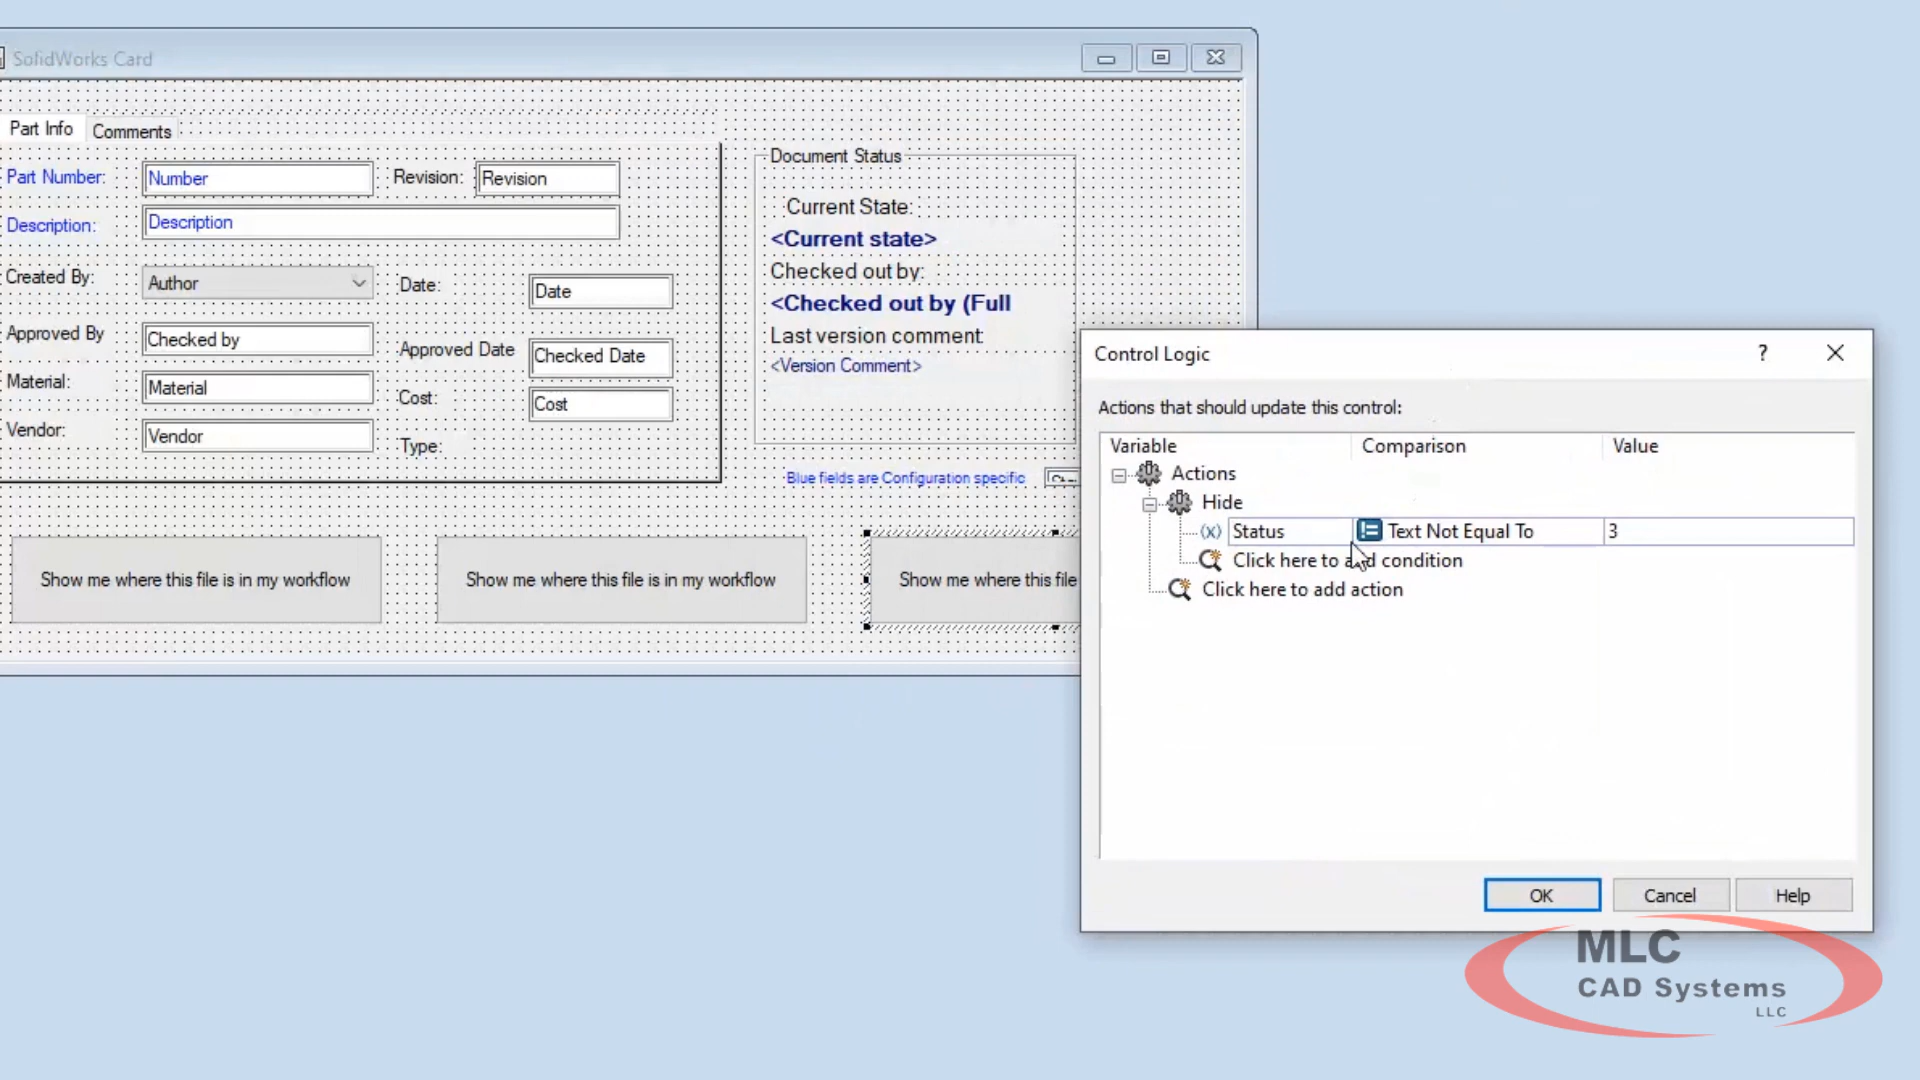 SolidWorks Card
Part Info
Comments
Part Number:
Number
Revision:
Revision
Description:
Description
Created By:
Author
Date:
Date
Approved By
Checked by
Approved Date
Checked Date
Material:
Material
Cost:
Cost
Vendor:
Vendor
Type:
Document Status
Current State:
<Current state>
Checked out by:
<Checked out by (Full
Last version comment:
<Version Comment>
Blue fields are Configuration specific
Show me where this file is in my workflow
Show me where this file is in my workflow
Show me where this file
Control Logic
?
Actions that should update this control:
Variable
Comparison
Value
Actions
Hide
(x) Status
Text Not Equal To
3
Click here to add condition
Click here to add action
OK
Cancel
Help
MLC
CAD Systems
LLC